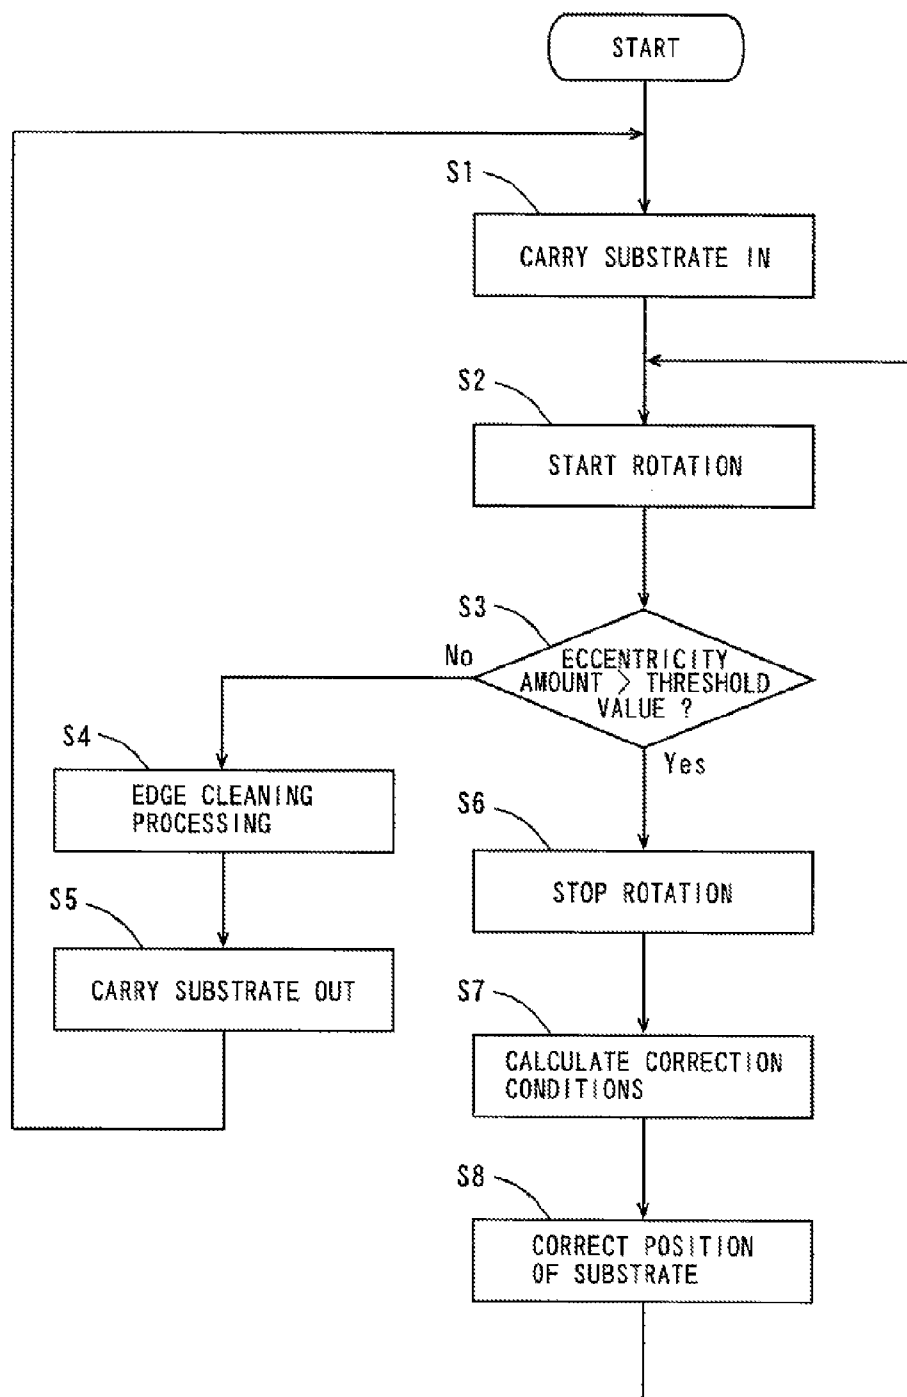 START
S1
CARRY SUBSTRATE IN
S2
START ROTATION
S3
ECCENTRICITY
AMOUNT > THRESHOLD
VALUE ?
No
Yes
S4
EDGE CLEANING
PROCESSING
S5
CARRY SUBSTRATE OUT
S6
STOP ROTATION
S7
CALCULATE CORRECTION
CONDITIONS
S8
CORRECT POSITION
OF SUBSTRATE